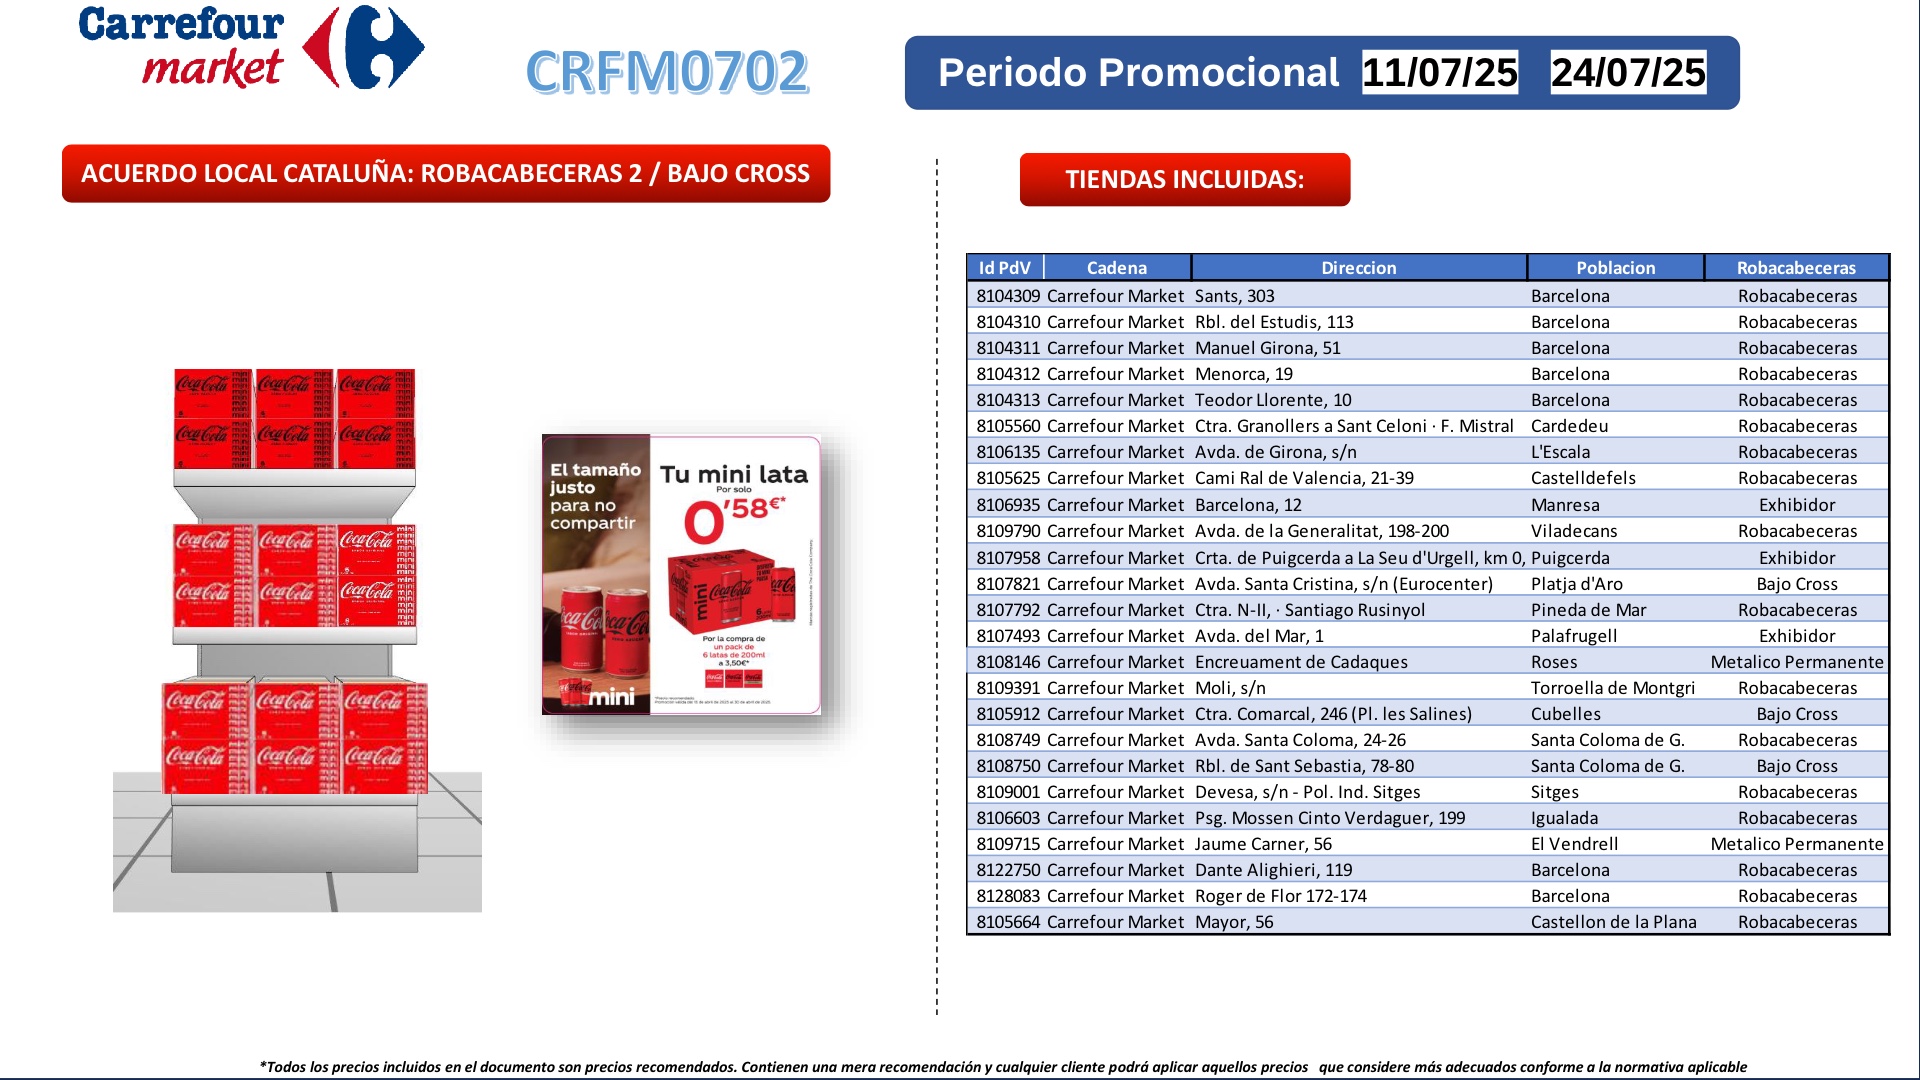 Carrefour
market
CRFM0702
Periodo Promocional 11/07/25 24/07/25
ACUERDO LOCAL CATALUÑA: ROBACABECERAS 2 / BAJO CROSS
El tamaño
justo
para no
compartir
mini
Tu mini lata
Por solo
0'58€*
Por la compra de
un pack de
6 latas de 200ml
a 3,50€*
TIENDAS INCLUIDAS:
Id PdV Cadena Direccion Poblacion Robacabeceras
8104309 Carrefour Market Sants, 303 Barcelona Robacabeceras
8104310 Carrefour Market Rbl. del Estudis, 113 Barcelona Robacabeceras
8104311 Carrefour Market Manuel Girona, 51 Barcelona Robacabeceras
8104312 Carrefour Market Menorca, 19 Barcelona Robacabeceras
8104313 Carrefour Market Teodor Llorente, 10 Barcelona Robacabeceras
8105560 Carrefour Market Ctra. Granollers a Sant Celoni · F. Mistral Cardedeu Robacabeceras
8106135 Carrefour Market Avda. de Girona, s/n L'Escala Robacabeceras
8105625 Carrefour Market Cami Ral de Valencia, 21-39 Castelldefels Robacabeceras
8106935 Carrefour Market Barcelona, 12 Manresa Exhibidor
8109790 Carrefour Market Avda. de la Generalitat, 198-200 Viladecans Robacabeceras
8107958 Carrefour Market Crta. de Puigcerda a La Seu d'Urgell, km 0, Puigcerda Exhibidor
8107821 Carrefour Market Avda. Santa Cristina, s/n (Eurocenter) Platja d'Aro Bajo Cross
8107792 Carrefour Market Ctra. N-II, · Santiago Rusinyol Pineda de Mar Robacabeceras
8107493 Carrefour Market Avda. del Mar, 1 Palafrugell Exhibidor
8108146 Carrefour Market Encreuament de Cadaques Roses Metalico Permanente
8109391 Carrefour Market Moli, s/n Torroella de Montgri Robacabeceras
8105912 Carrefour Market Ctra. Comarcal, 246 (Pl. les Salines) Cubelles Bajo Cross
8108749 Carrefour Market Avda. Santa Coloma, 24-26 Santa Coloma de G. Robacabeceras
8108750 Carrefour Market Rbl. de Sant Sebastia, 78-80 Santa Coloma de G. Bajo Cross
8109001 Carrefour Market Devesa, s/n - Pol. Ind. Sitges Sitges Robacabeceras
8106603 Carrefour Market Psg. Mossen Cinto Verdaguer, 199 Igualada Robacabeceras
8109715 Carrefour Market Jaume Carner, 56 El Vendrell Metalico Permanente
8122750 Carrefour Market Dante Alighieri, 119 Barcelona Robacabeceras
8128083 Carrefour Market Roger de Flor 172-174 Barcelona Robacabeceras
8105664 Carrefour Market Mayor, 56 Castellon de la Plana Robacabeceras
*Todos los precios incluidos en el documento son precios recomendados. Contienen una mera recomendación y cualquier cliente podrá aplicar aquellos precios que considere más adecuados conforme a la normativa aplicable